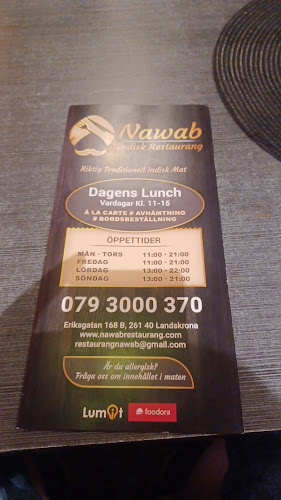 Nawab
Indisk Restaurang
Riktig Traditionell Indisk Mat
Dagens Lunch
Vardagar Kl. 11-15
A LA CARTE # AVHÄMTNING
# BORDSBESTÄLLNING
ÖPPETTIDER
MÅN - TORS 11:00 - 21:00
FREDAG 11:00 - 22:00
LÖRDAG 13:00 - 22:00
SÖNDAG 13:00 - 21:00
079 3000 370
Eriksgatan 168 B, 261 40 Landskrona
www.nawabrestaurang.com
restaurangnawab@gmail.com
Är du allergisk?
Fråga oss om innehållet i maten
Lumot
foodora